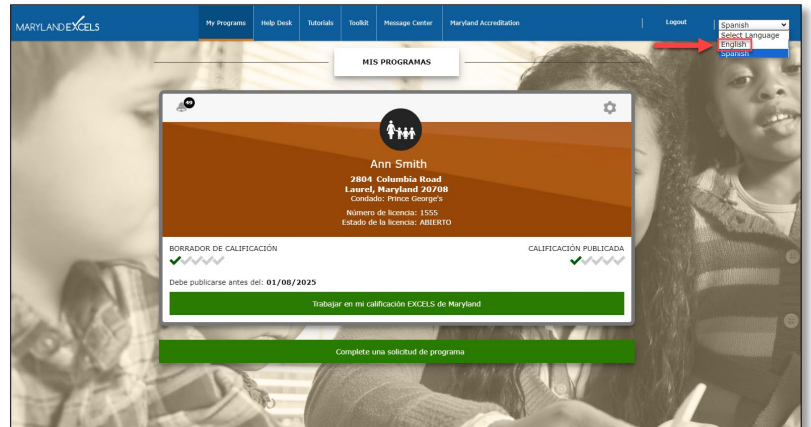 MARYLAND EXCELS
My Programs
Help Desk
Tutorials
Toolkit
Message Center
Maryland Accreditation
Logout
Spanish
Select Language
English
Spanish
MIS PROGRAMAS
49
Ann Smith
2804 Columbia Road
Laurel, Maryland 20708
Condado: Prince George's
Número de licencia: 1555
Estado de la licencia: ABIERTO
BORRADOR DE CALIFICACIÓN
CALIFICACIÓN PUBLICADA
Debe publicarse antes del: 01/08/2025
Trabajar en mi calificación EXCELS de Maryland
Complete una solicitud de programa